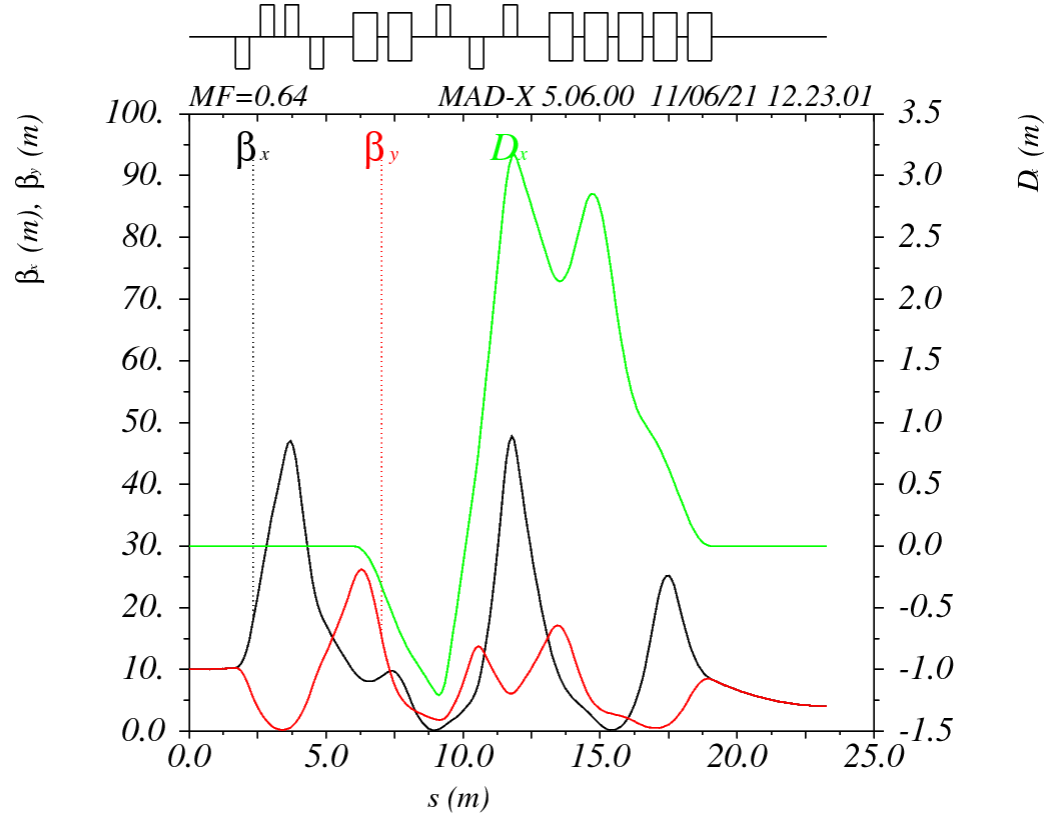 MF=0.64 MAD-X 5.06.00 11/06/21 12.23.01
100. 3.5
β x β y D x
90. 3.0
80. 2.5
70. 2.0
60. 1.5
50. 1.0
40. 0.5
30. 0.0
20. -0.5
10. -1.0
0.0 -1.5
0.0 5.0 10.0 15.0 20.0 25.0
s (m)
βx (m), βy (m)
Dx (m)